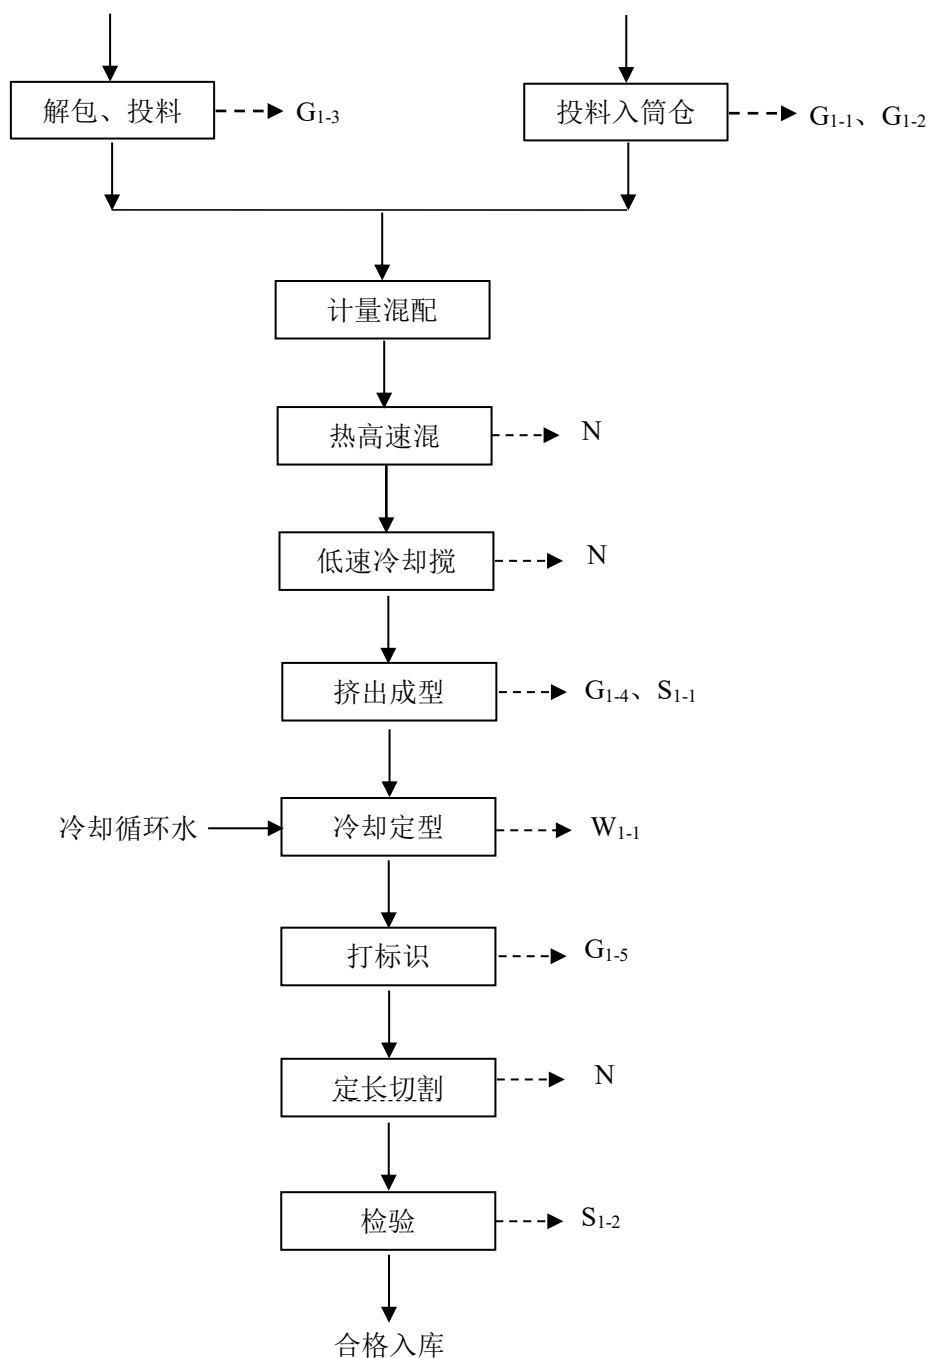 解包、投料
G1-3
投料入筒仓
G1-1、G1-2
计量混配
热高速混
N
低速冷却搅
N
挤出成型
G1-4、S1-1
冷却循环水
冷却定型
W1-1
打标识
G1-5
定长切割
N
检验
S1-2
合格入库